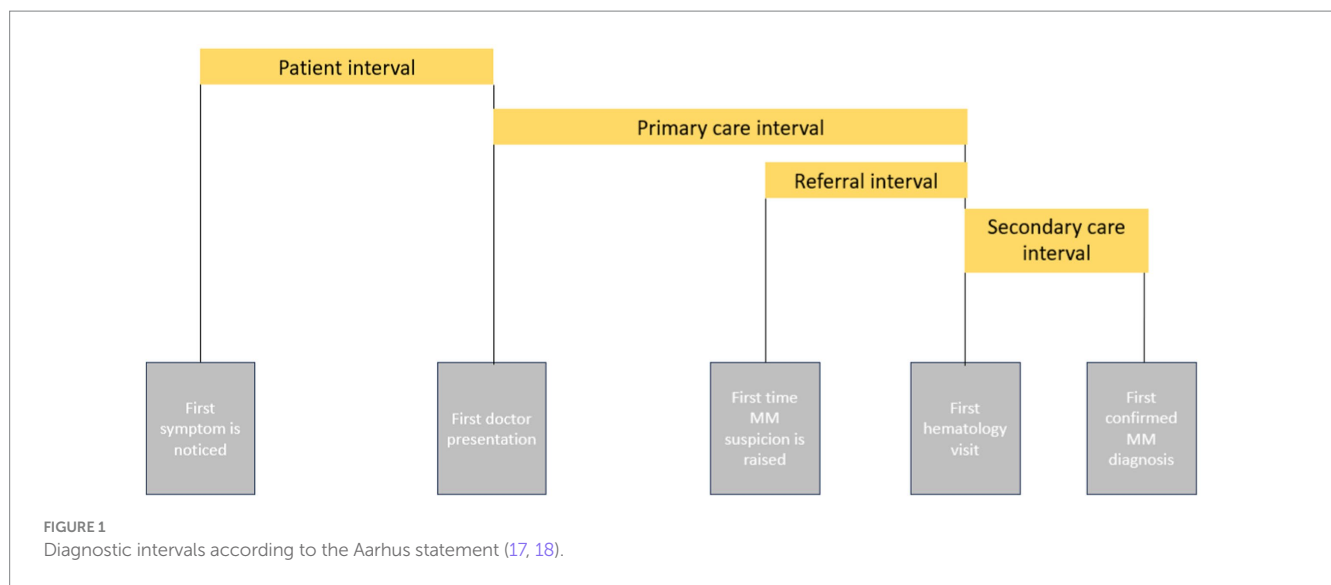 Patient interval
Primary care interval
Referral interval
Secondary care
interval
First
symptom is
noticed
First doctor
presentation
First time
MM
suspicion is
raised
First
hematology
visit
First
confirmed
MM
diagnosis
FIGURE 1
Diagnostic intervals according to the Aarhus statement (17, 18).